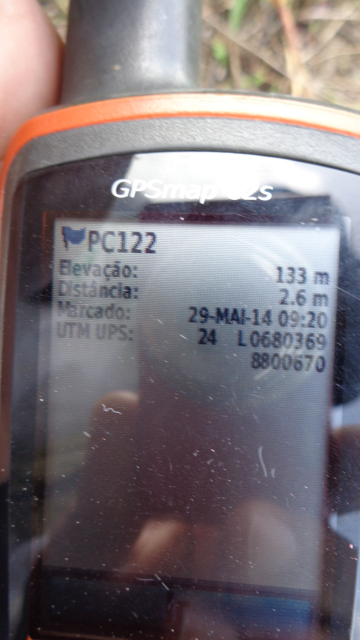 GPSmap 62s
PC122
Elevação: 133 m
Distância: 2.6 m
Marcado: 29-MAI-14 09:20
UTM UPS: 24 L 0680369
8800670